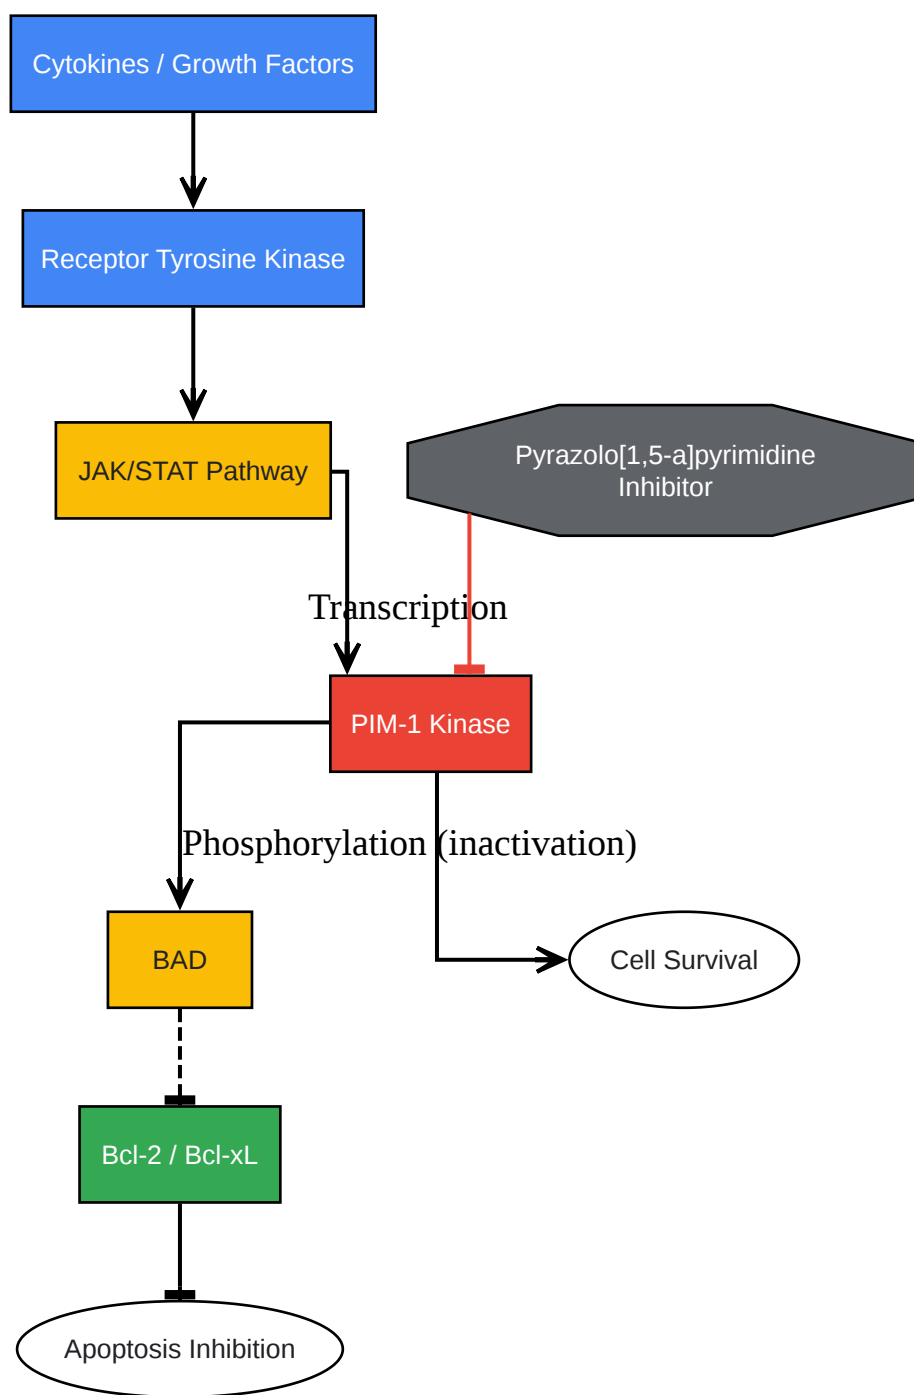 Cytokines / Growth Factors
Receptor Tyrosine Kinase
JAK/STAT Pathway
Pyrazolo[1,5-a]pyrimidine
Inhibitor
Transcription
PIM-1 Kinase
Phosphorylation (inactivation)
BAD
Cell Survival
Bcl-2 / Bcl-xL
Apoptosis Inhibition